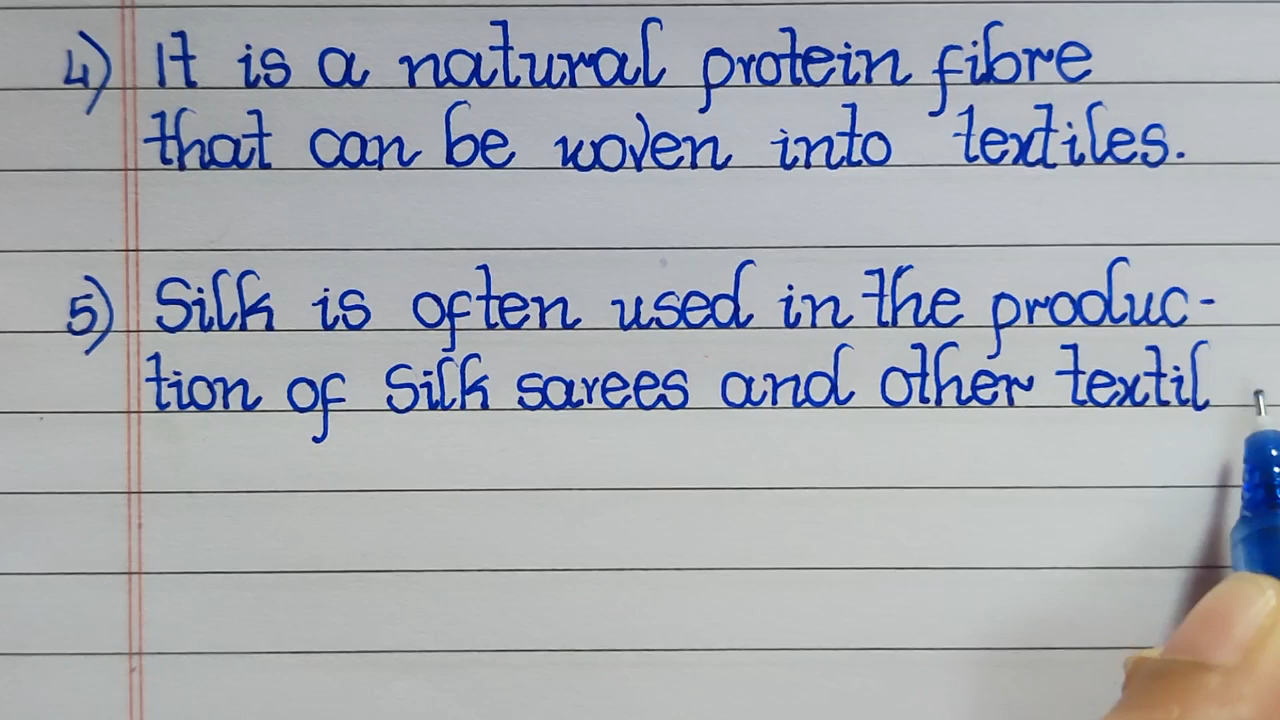 4) It is a natural protein fibre
that can be woven into textiles.
5) Silk is often used in the produc-
tion of Silk sarees and other textil